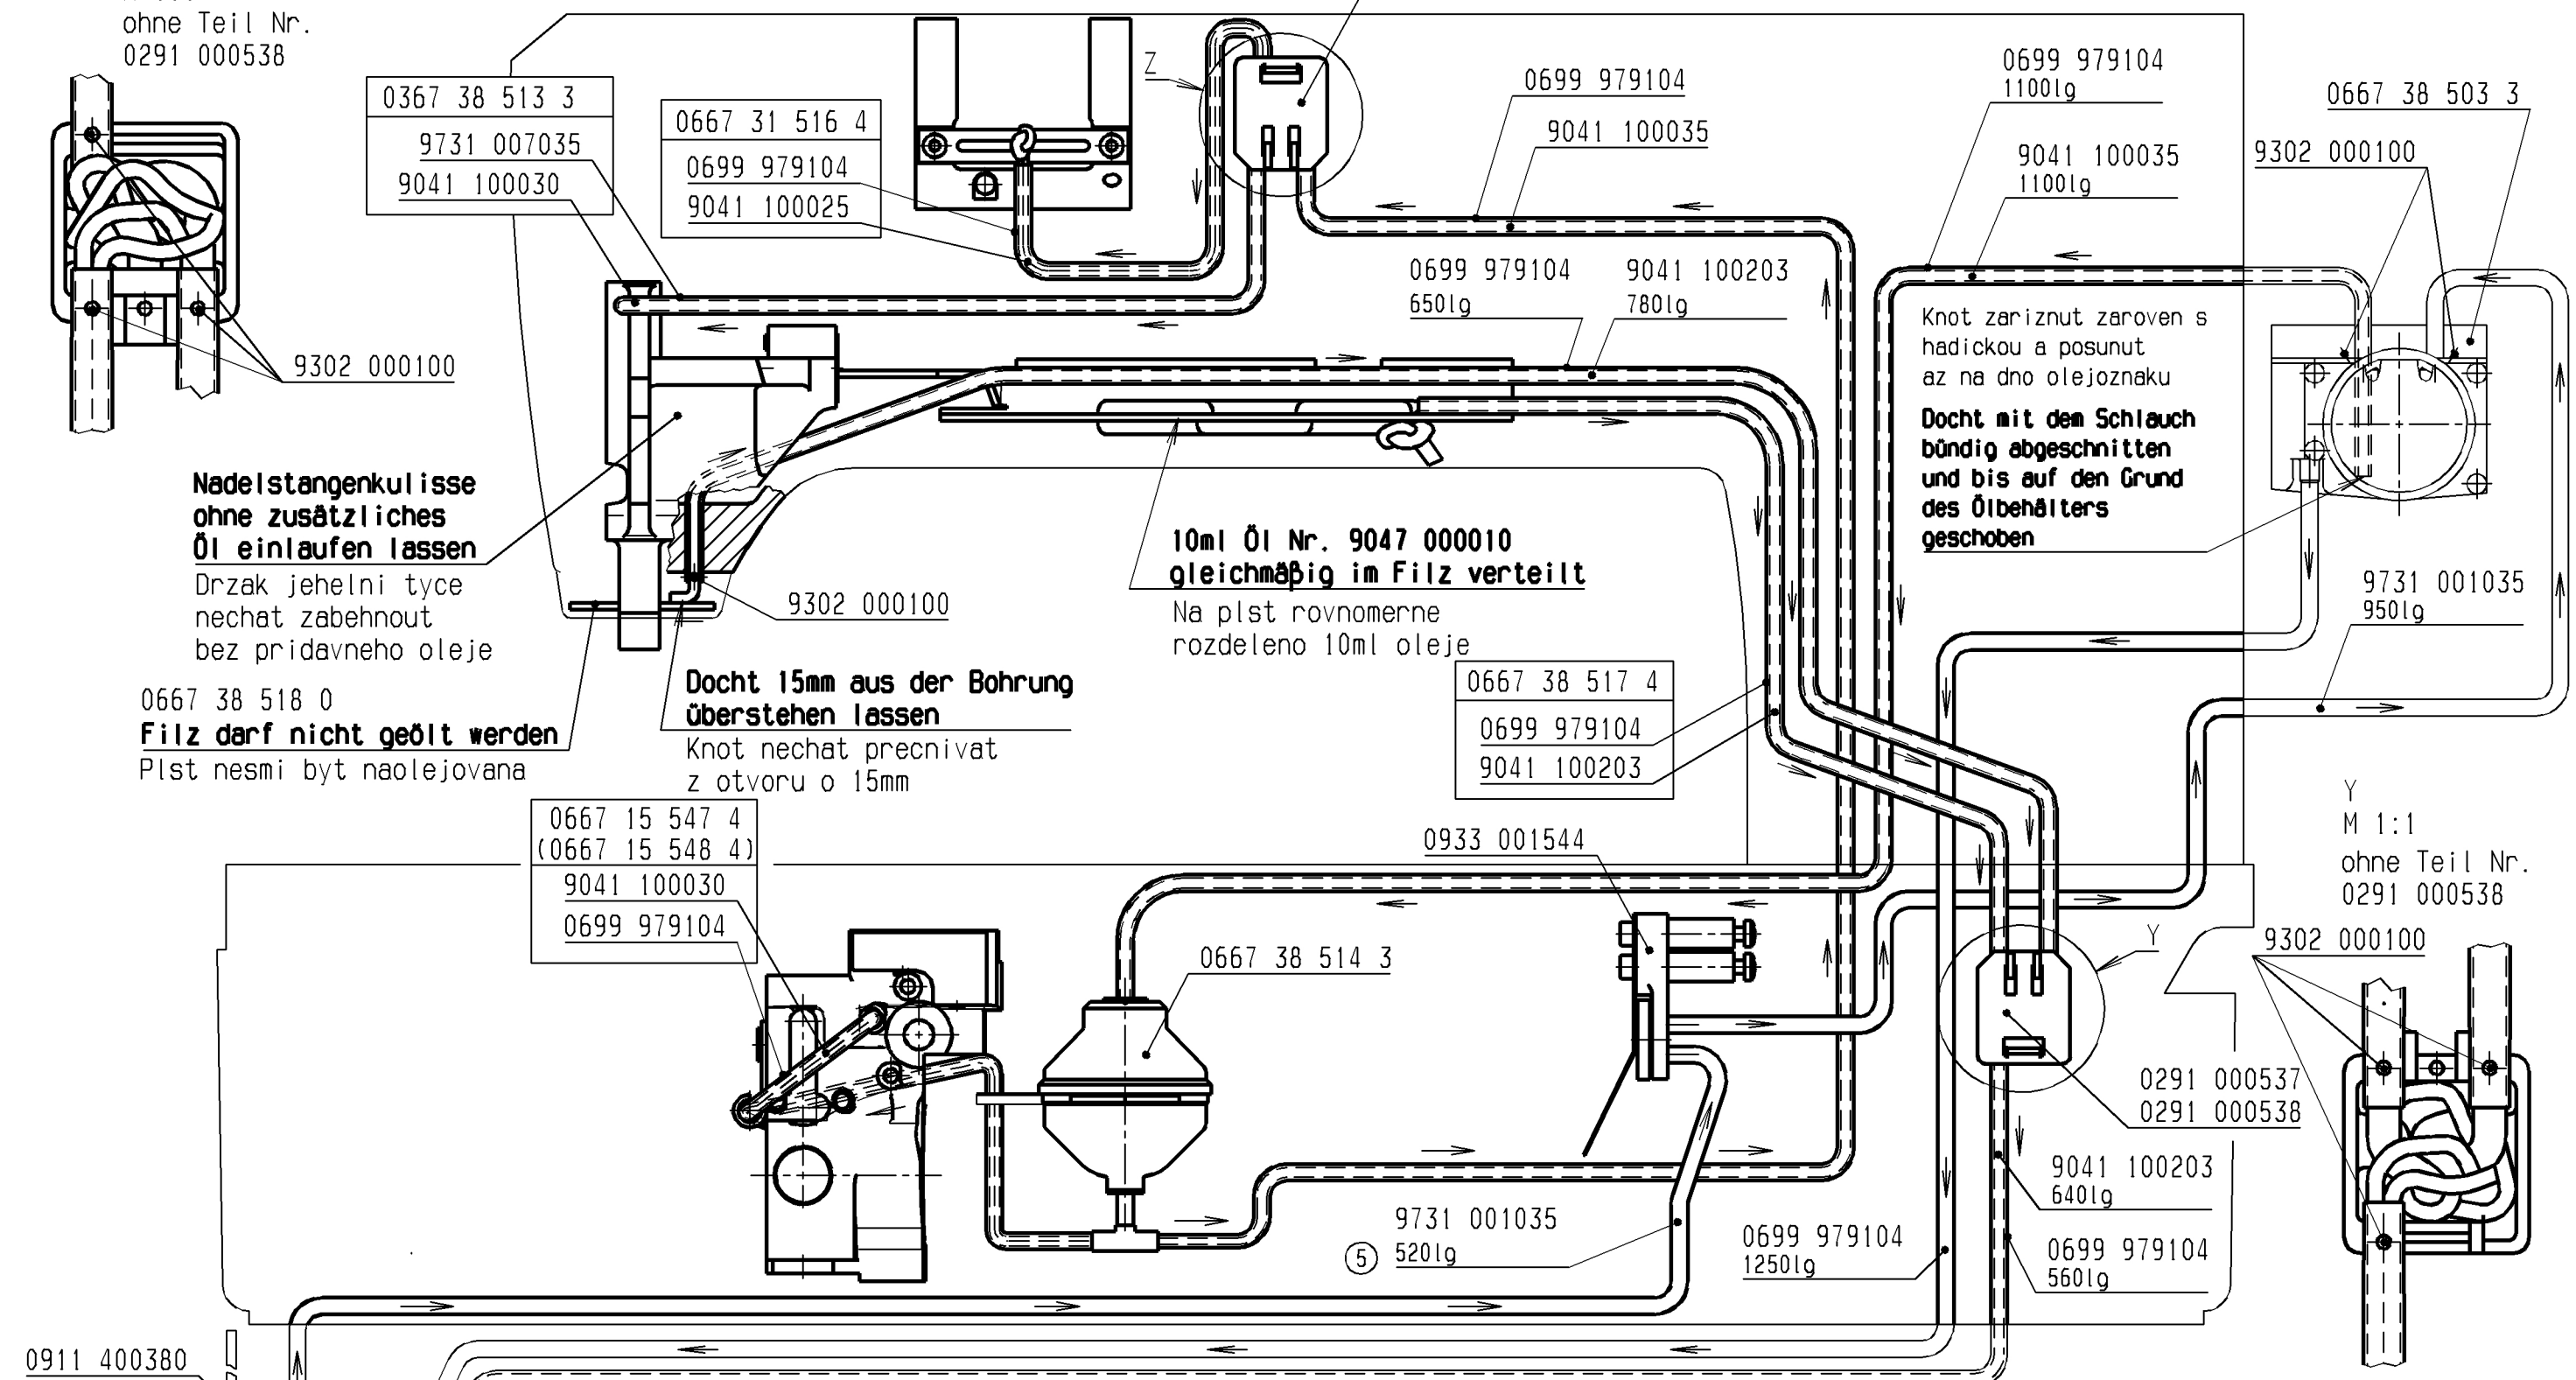 ohne Teil Nr.
0291 000538
9302 000100
0367 38 513 3
9731 007035
9041 100030
0667 31 516 4
0699 979104
9041 100025
Z
0699 979104
9041 100035
0699 979104
1100lg
9041 100035
1100lg
0667 38 503 3
9302 000100
0699 979104
650lg
9041 100203
780lg
Knot zariznut zaroven s
hadickou a posunut
az na dno olejoznaku
Docht mit dem Schlauch
bündig abgeschnitten
und bis auf den Grund
des Ölbehälters
geschoben
Nadelstangenkulisse
ohne zusätzliches
Öl einlaufen lassen
Drzak jehelni tyce
nechat zabehnout
bez pridavneho oleje
0667 38 518 0
Filz darf nicht geölt werden
Plst nesmi byt naolejovana
9302 000100
Docht 15mm aus der Bohrung
überstehen lassen
Knot nechat precnivat
z otvoru o 15mm
10ml Öl Nr. 9047 000010
gleichmäßig im Filz verteilt
Na plst rovnomerne
rozdeleno 10ml oleje
9731 001035
950lg
0667 38 517 4
0699 979104
9041 100203
0667 15 547 4
(0667 15 548 4)
9041 100030
0699 979104
0933 001544
0667 38 514 3
Y
Y
M 1:1
ohne Teil Nr.
0291 000538
9302 000100
0291 000537
0291 000538
9041 100203
640lg
0699 979104
560lg
0699 979104
1250lg
9731 001035
5 520lg
0911 400380